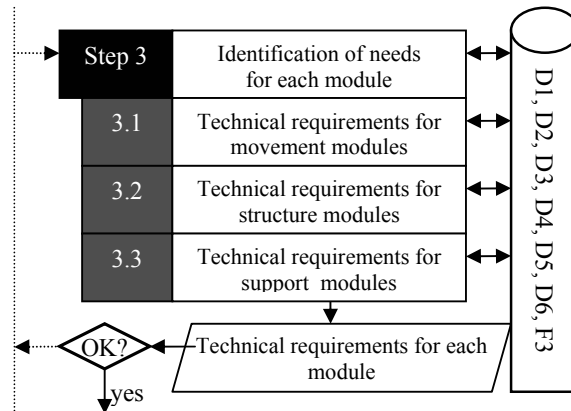 Step 3
Identification of needs
for each module
3.1
Technical requirements for
movement modules
3.2
Technical requirements for
structure modules
3.3
Technical requirements for
support modules
D1, D2, D3, D4, D5, D6, F3
OK?
Technical requirements for each
module
yes